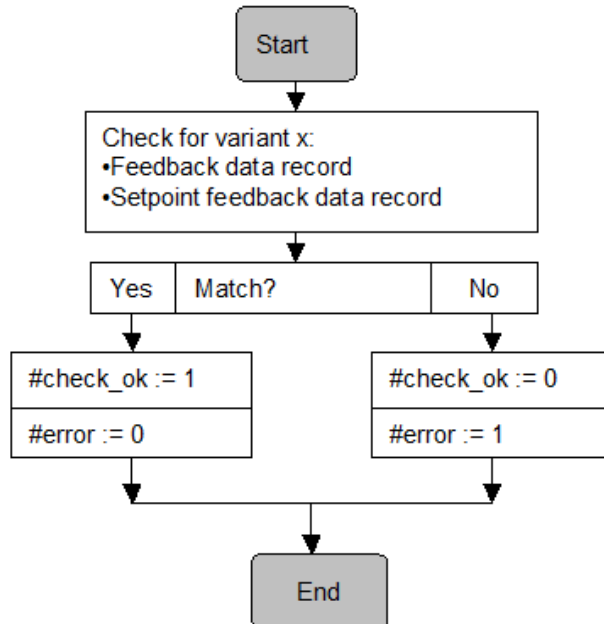 Start
Check for variant x:
•Feedback data record
•Setpoint feedback data record
Yes Match? No
#check_ok := 1
#error := 0
#check_ok := 0
#error := 1
End